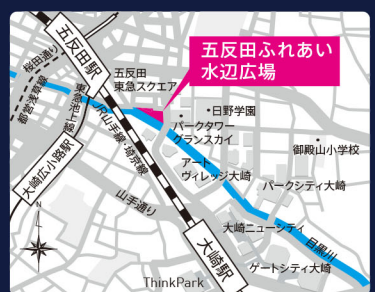 五反田ふれあい
水辺広場
五反田駅
桜田通り
都営浅草線
東急池上線
五反田
東急スクエア
JR山手線・埼京線
日野学園
パークタワー
グランスカイ
御殿山小学校
アート
ヴィレッジ大崎
パークシティ大崎
大崎広小路駅
山手通り
大崎ニューシティ
目黒川
大崎駅
ゲートシティ大崎
ThinkPark
N